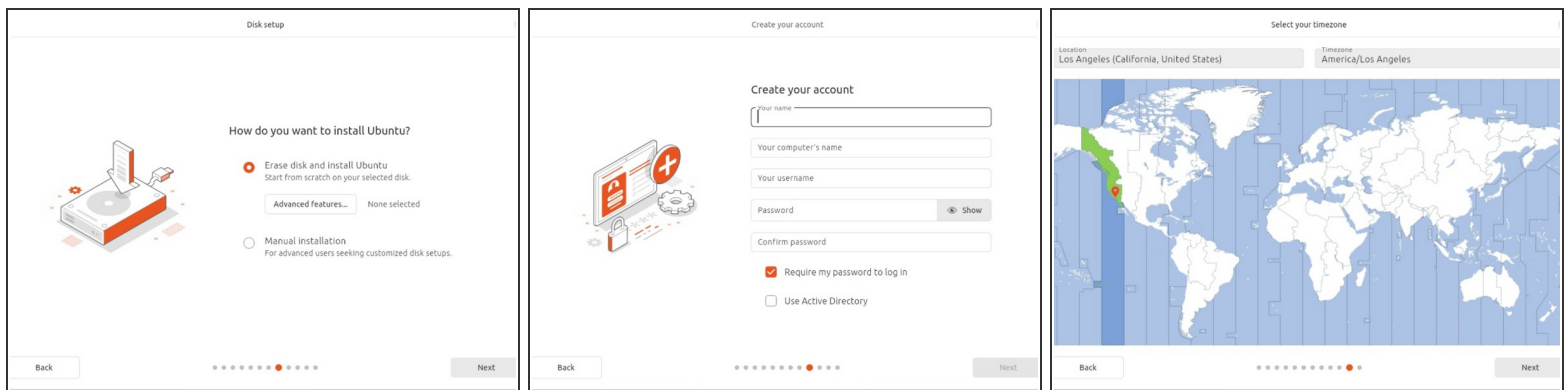 Disk setup
How do you want to install Ubuntu?
Erase disk and install Ubuntu
Start from scratch on your selected disk.
Advanced features... None selected
Manual installation
For advanced users seeking customized disk setups.
Back Next
Create your account
Create your account
Your name
Your computer's name
Your username
Password Show
Confirm password
Require my password to log in
Use Active Directory
Back Next
Select your timezone
Location Timezone
Los Angeles (California, United States) America/Los Angeles
Back Next